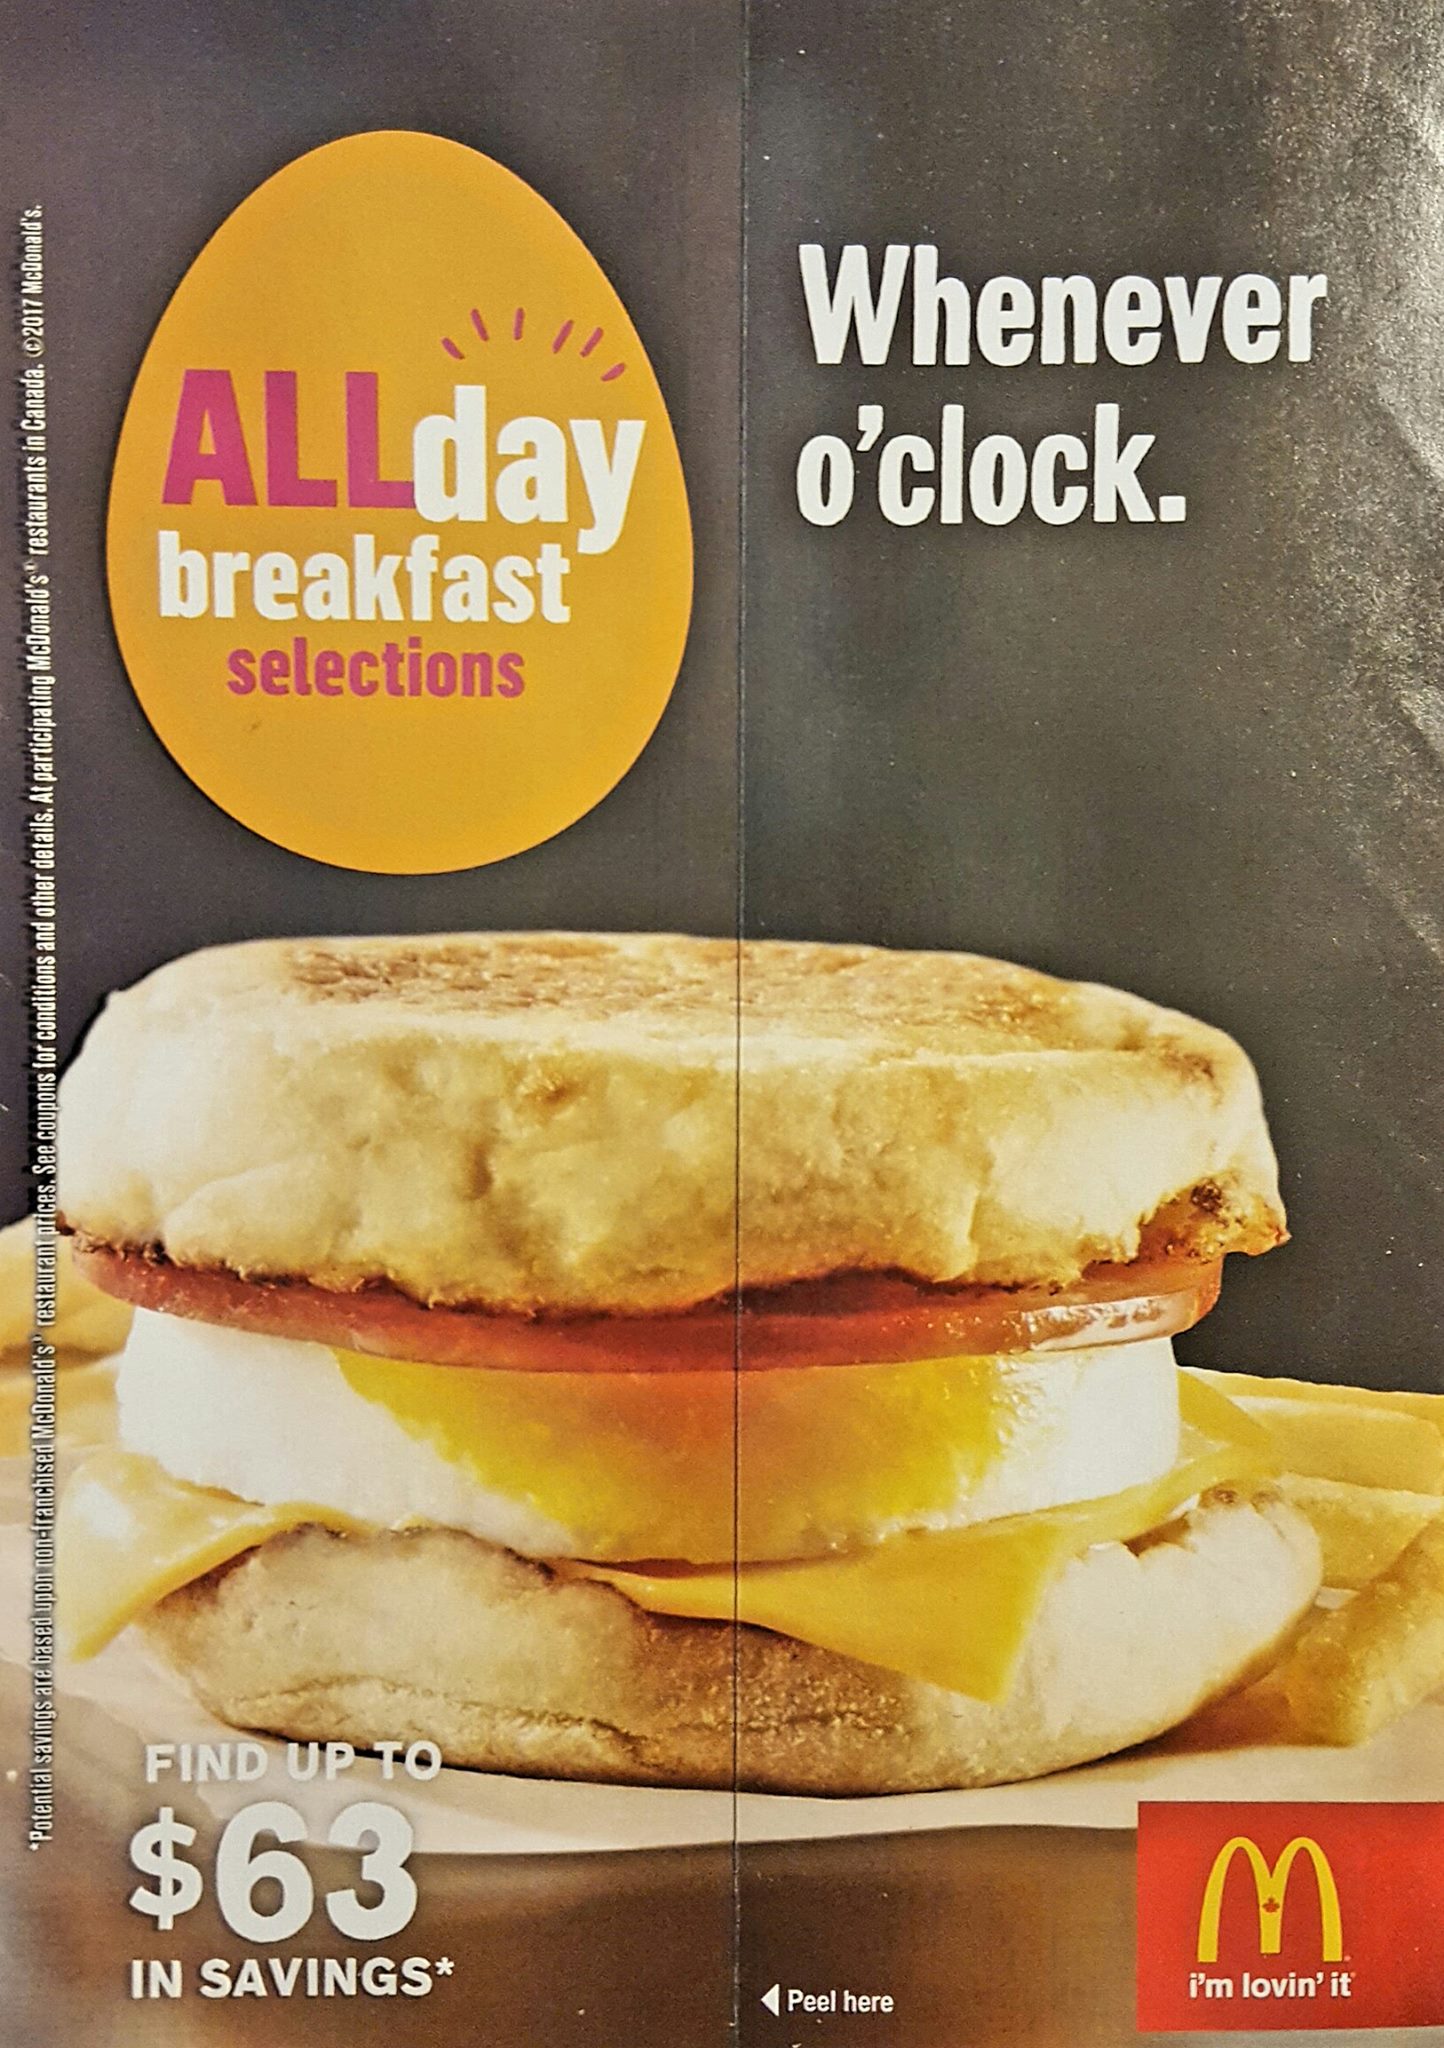 ALLday
breakfast
selections
Whenever
o'clock.
*Potential savings are based upon non-franchised McDonald's® restaurant prices. See coupons for conditions and other details. At participating McDonald's® restaurants in Canada. ©2017 McDonald's.
FIND UP TO
$63
IN SAVINGS*
Peel here
i'm lovin' it®